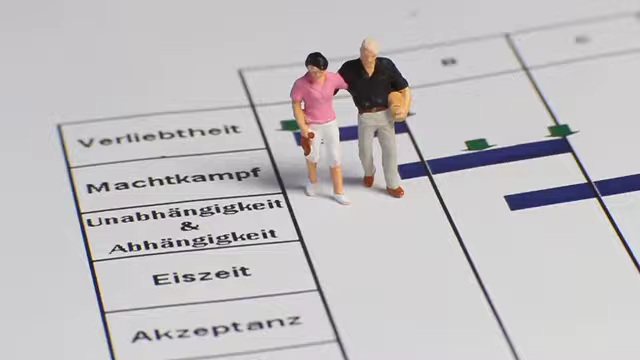 Verliebtheit
Machtkampf
Unabhängigkeit
&
Abhängigkeit
Eiszeit
Akzeptanz